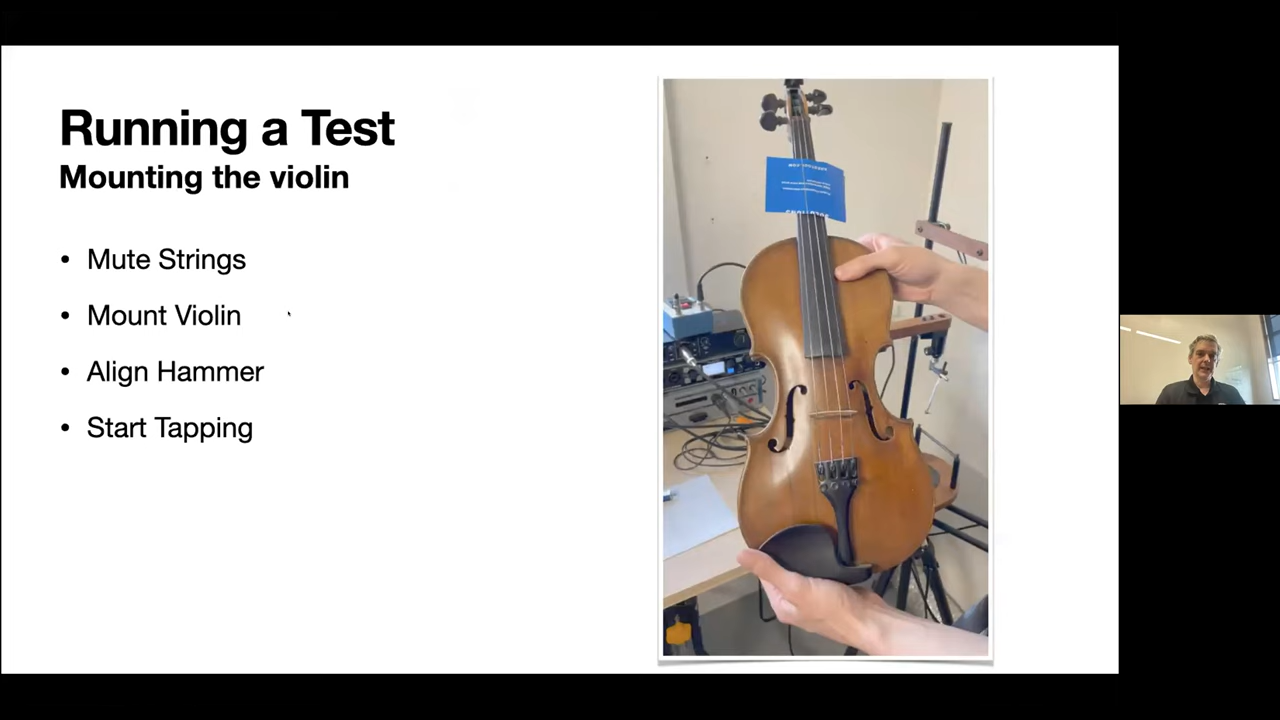 Running a Test
Mounting the violin
• Mute Strings
• Mount Violin
• Align Hammer
• Start Tapping